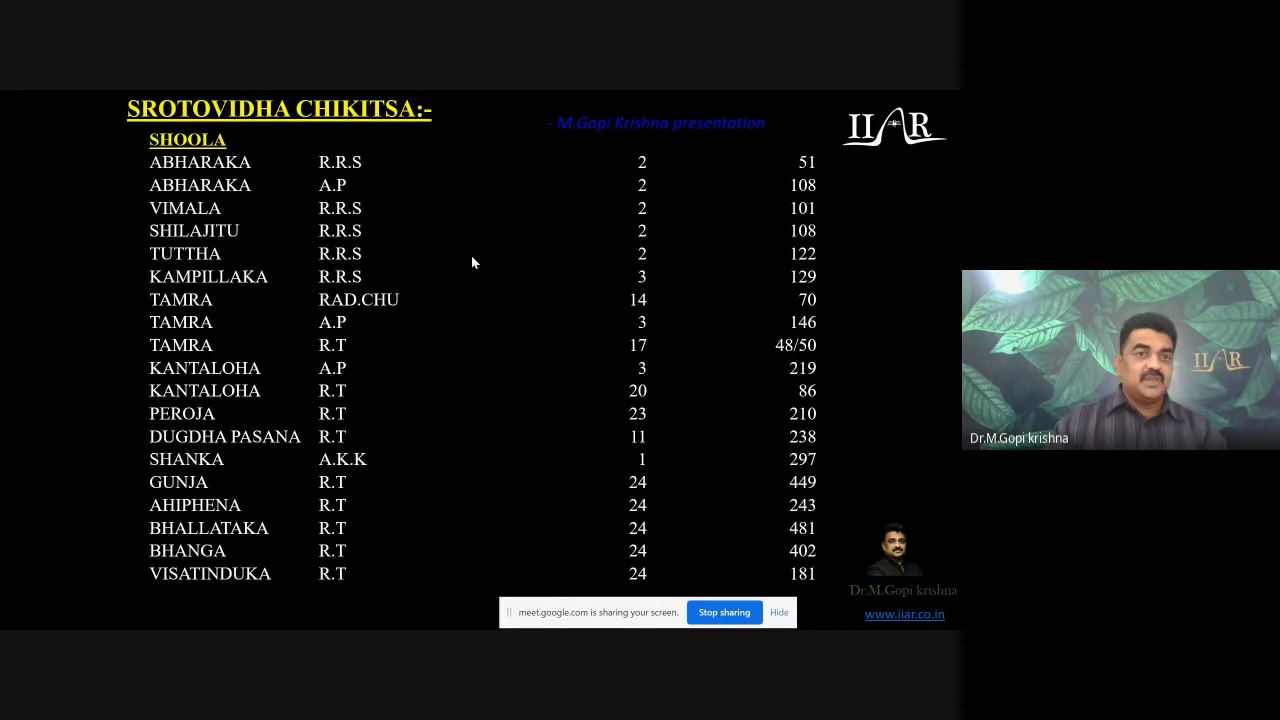 SROTOVIDHA CHIKITSA:-
- M.Gopi Krishna presentation
IIAR
SHOOLA
ABHARAKA R.R.S 2 51
ABHARAKA A.P 2 108
VIMALA R.R.S 2 101
SHILAJITU R.R.S 2 108
TUTTHA R.R.S 2 122
KAMPILLAKA R.R.S 3 129
TAMRA RAD.CHU 14 70
TAMRA A.P 3 146
TAMRA R.T 17 48/50
KANTALOHA A.P 3 219
KANTALOHA R.T 20 86
PEROJA R.T 23 210
DUGDHA PASANA R.T 11 238
SHANKA A.K.K 1 297
GUNJA R.T 24 449
AHIPHENA R.T 24 243
BHALLATAKA R.T 24 481
BHANGA R.T 24 402
VISATINDUKA R.T 24 181
IIAR
Dr.M.Gopi krishna
Dr.M.Gopi krishna
www.iiar.co.in
meet.google.com is sharing your screen. Stop sharing Hide